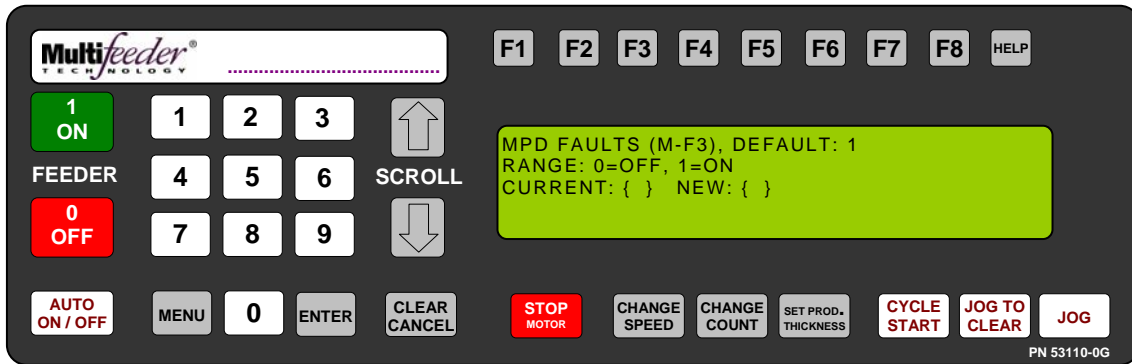 Multifeeder®
TECHNOLOGY
F1 F2 F3 F4 F5 F6 F7 F8 HELP
1
ON
FEEDER
0
OFF
1 2 3
4 5 6
7 8 9
SCROLL
MPD FAULTS (M-F3), DEFAULT: 1
RANGE: 0=OFF, 1=ON
CURRENT: { } NEW: { }
AUTO
ON / OFF
MENU
0
ENTER
CLEAR
CANCEL
STOP
MOTOR
CHANGE
SPEED
CHANGE
COUNT
SET PROD.
THICKNESS
CYCLE
START
JOG TO
CLEAR
JOG
PN 53110-0G